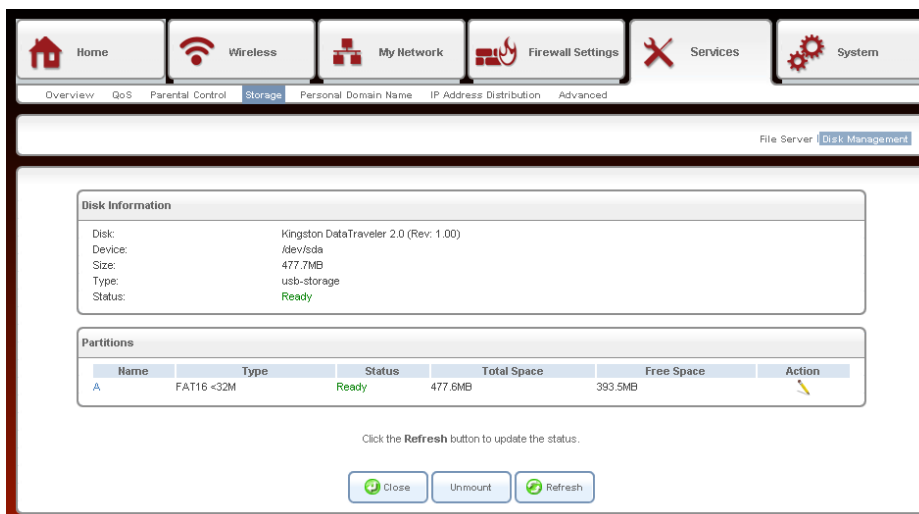 Home Wireless My Network Firewall Settings Services System
Overview QoS Parental Control Storage Personal Domain Name IP Address Distribution Advanced
File Server | Disk Management
Disk Information
Disk: Kingston DataTraveler 2.0 (Rev: 1.00)
Device: /dev/sda
Size: 477.7MB
Type: usb-storage
Status: Ready
Partitions
Name Type Status Total Space Free Space Action
A FAT16 <32M Ready 477.6MB 393.5MB
Click the Refresh button to update the status.
Close Unmount Refresh